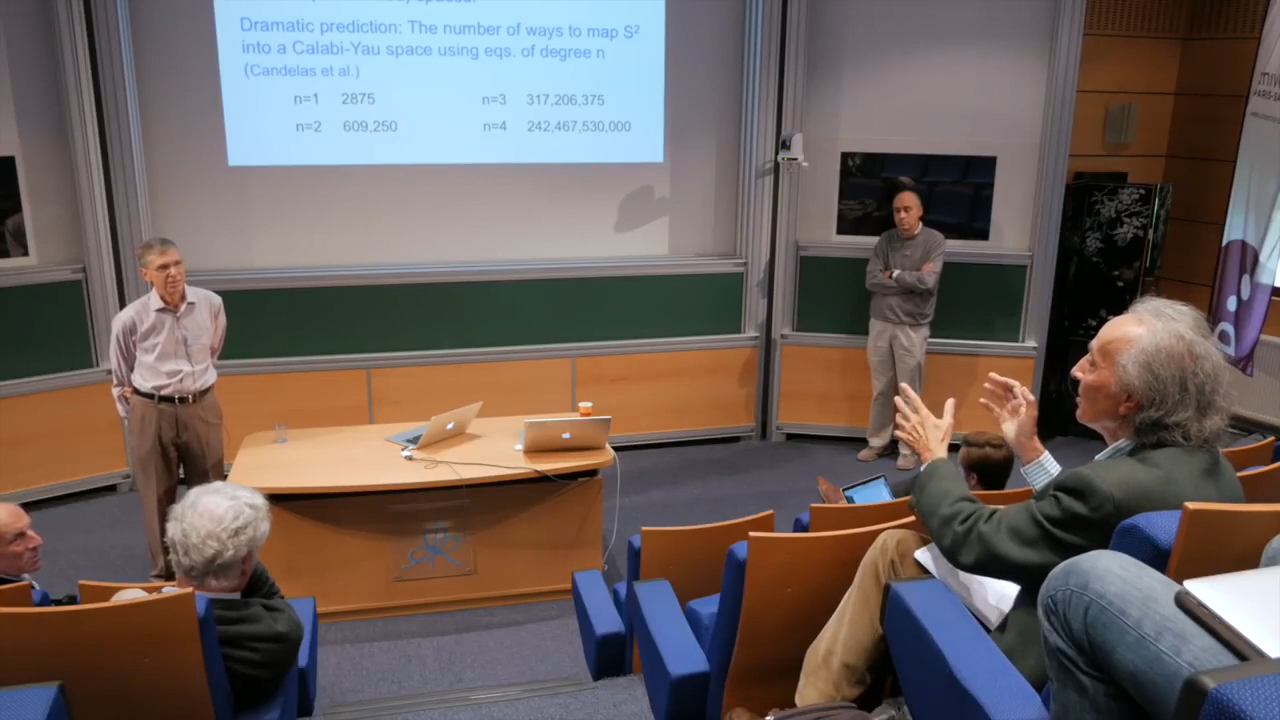 Dramatic prediction: The number of ways to map S²
into a Calabi-Yau space using eqs. of degree n
(Candelas et al.)
n=1 2875 n=3 317,206,375
n=2 609,250 n=4 242,467,530,000